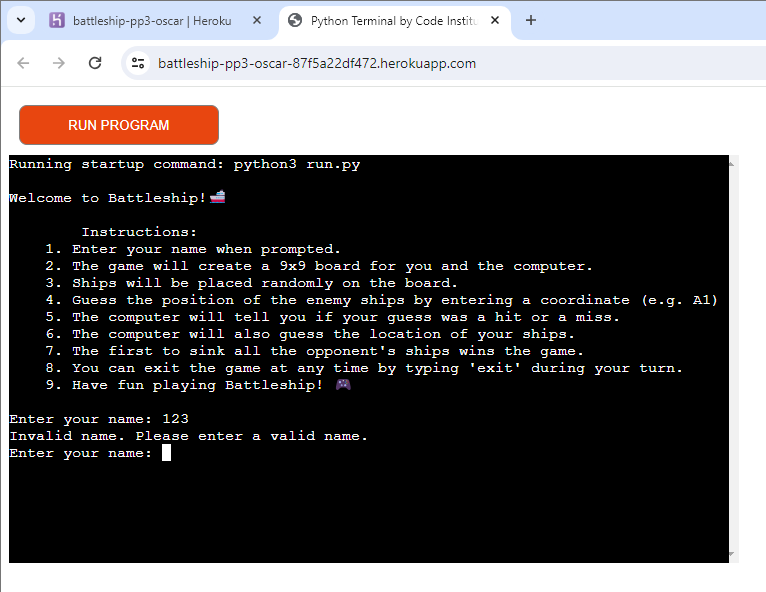 battleship-pp3-oscar | Heroku
Python Terminal by Code Institu
battleship-pp3-oscar-87f5a22df472.herokuapp.com
RUN PROGRAM
Running startup command: python3 run.py
Welcome to Battleship!🚢
Instructions:
1. Enter your name when prompted.
2. The game will create a 9x9 board for you and the computer.
3. Ships will be placed randomly on the board.
4. Guess the position of the enemy ships by entering a coordinate (e.g. A1)
5. The computer will tell you if your guess was a hit or a miss.
6. The computer will also guess the location of your ships.
7. The first to sink all the opponent's ships wins the game.
8. You can exit the game at any time by typing 'exit' during your turn.
9. Have fun playing Battleship! 🎮
Enter your name: 123
Invalid name. Please enter a valid name.
Enter your name: